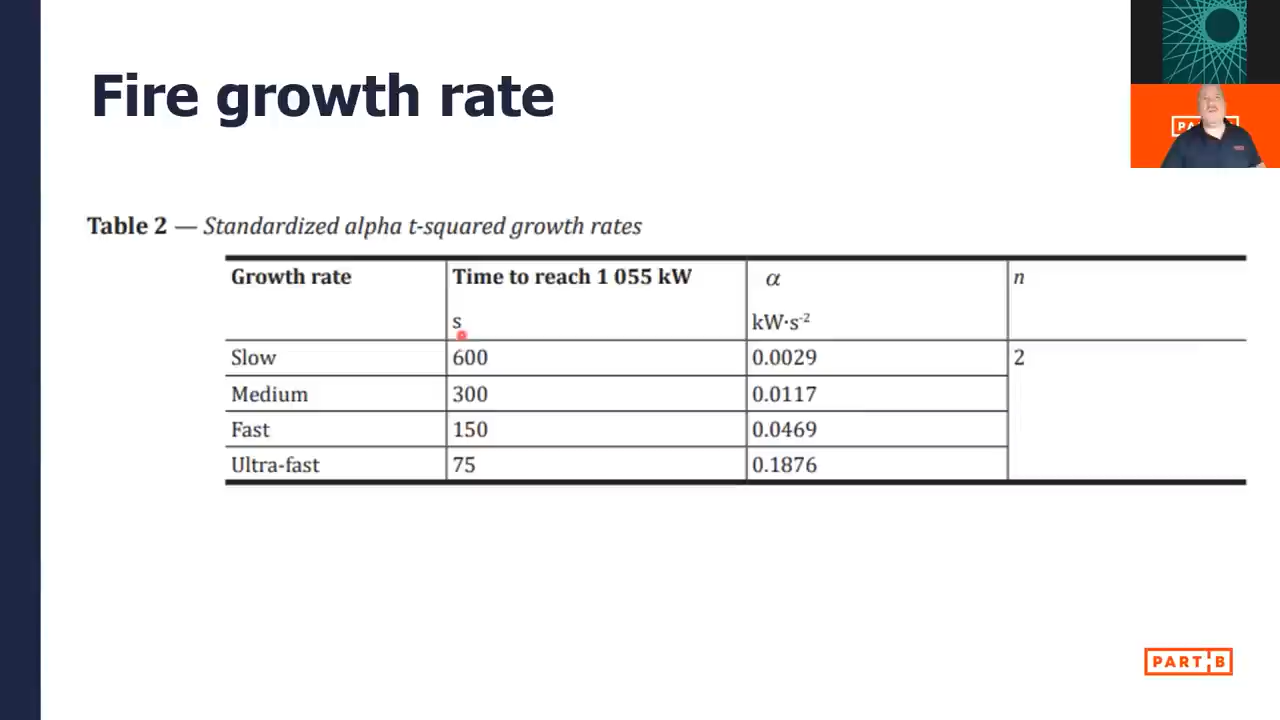 Fire growth rate
Table 2 — Standardized alpha t-squared growth rates
Growth rate Time to reach 1 055 kW α n
s kW·s⁻²
Slow 600 0.0029 2
Medium 300 0.0117
Fast 150 0.0469
Ultra-fast 75 0.1876
PART B